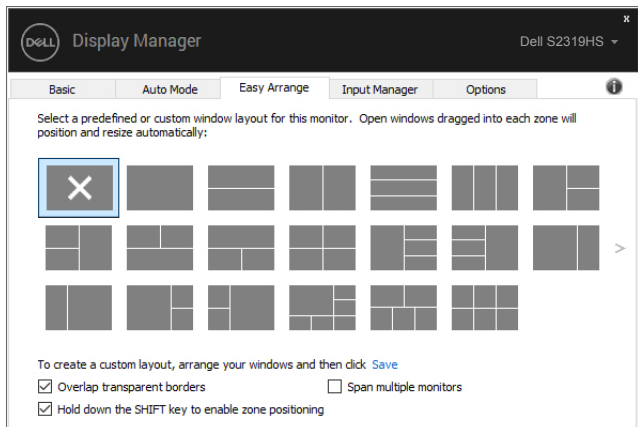 x
DELL Display Manager Dell S2319HS
Basic Auto Mode Easy Arrange Input Manager Options
Select a predefined or custom window layout for this monitor. Open windows dragged into each zone will
position and resize automatically:
To create a custom layout, arrange your windows and then click Save
Overlap transparent borders Span multiple monitors
Hold down the SHIFT key to enable zone positioning